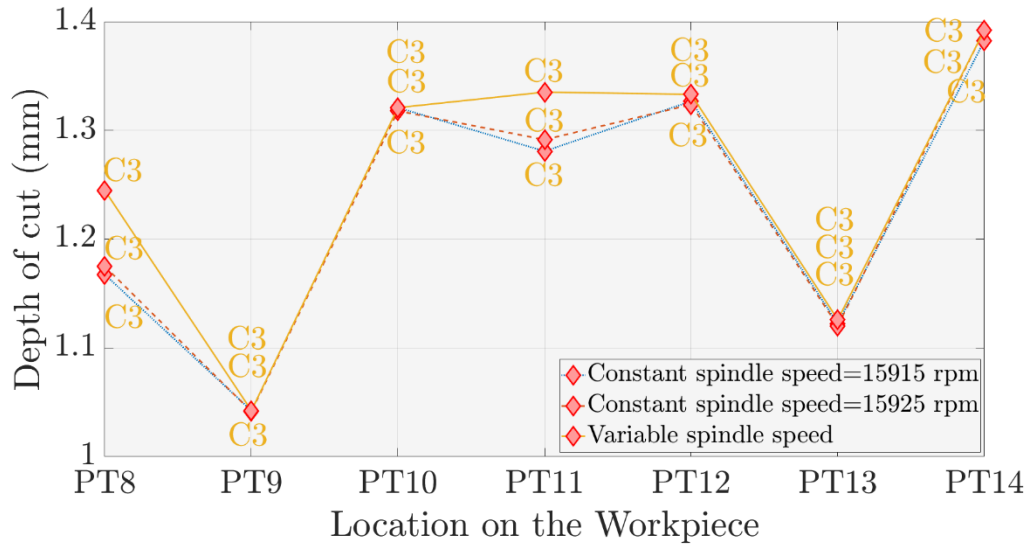 1.4
C3
C3
C3
C3
C3
C3
C3
C3
1.3
C3
C3
C3
C3
C3
1.2
C3
C3
C3
C3
C3
C3
1.1
C3
C3
1
Depth of cut (mm)
Constant spindle speed=15915 rpm
Constant spindle speed=15925 rpm
Variable spindle speed
PT8 PT9 PT10 PT11 PT12 PT13 PT14
Location on the Workpiece